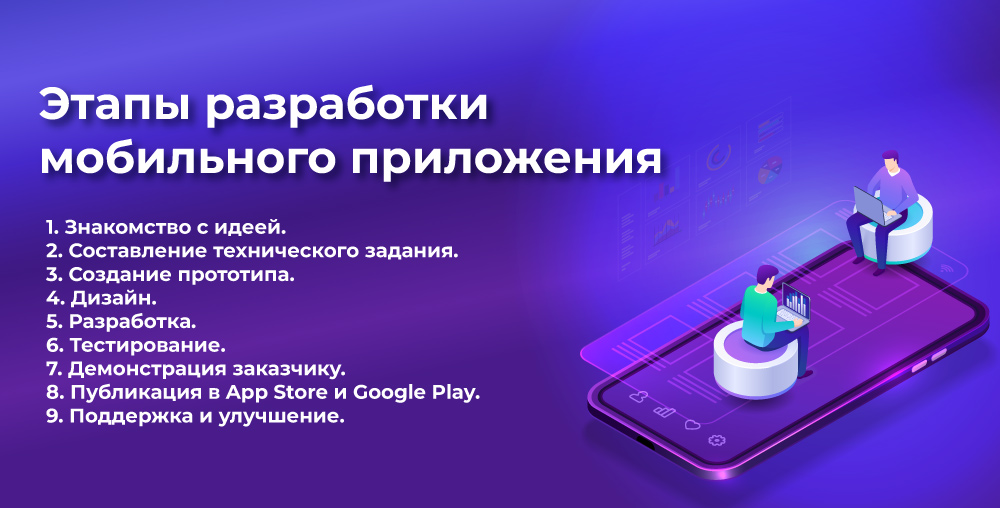 Этапы разработки
мобильного приложения
1. Знакомство с идеей.
2. Составление технического задания.
3. Создание прототипа.
4. Дизайн.
5. Разработка.
6. Тестирование.
7. Демонстрация заказчику.
8. Публикация в App Store и Google Play.
9. Поддержка и улучшение.